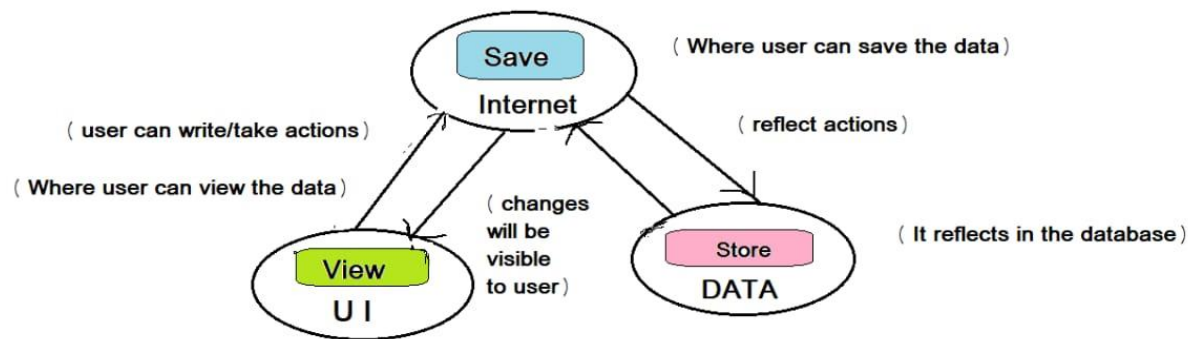 Save
( Where user can save the data)
Internet
( user can write/take actions)
( reflect actions)
( Where user can view the data)
( changes
will be
visible
to user)
View
U I
Store
DATA
( It reflects in the database)